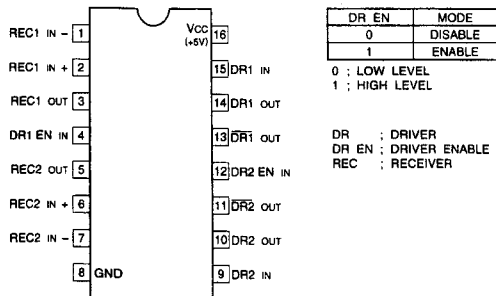 REC1 IN - 1
REC1 IN + 2
REC1 OUT 3
DR1 EN IN 4
REC2 OUT 5
REC2 IN + 6
REC2 IN - 7
8 GND
VCC 16
(+5V)
15 DR1 IN
14 DR1 OUT
13 D̅R̅1̅ OUT
12 DR2 EN IN
11 D̅R̅2̅ OUT
10 DR2 OUT
9 DR2 IN
DR EN MODE
0 DISABLE
1 ENABLE
0 ; LOW LEVEL
1 ; HIGH LEVEL
DR ; DRIVER
DR EN ; DRIVER ENABLE
REC ; RECEIVER